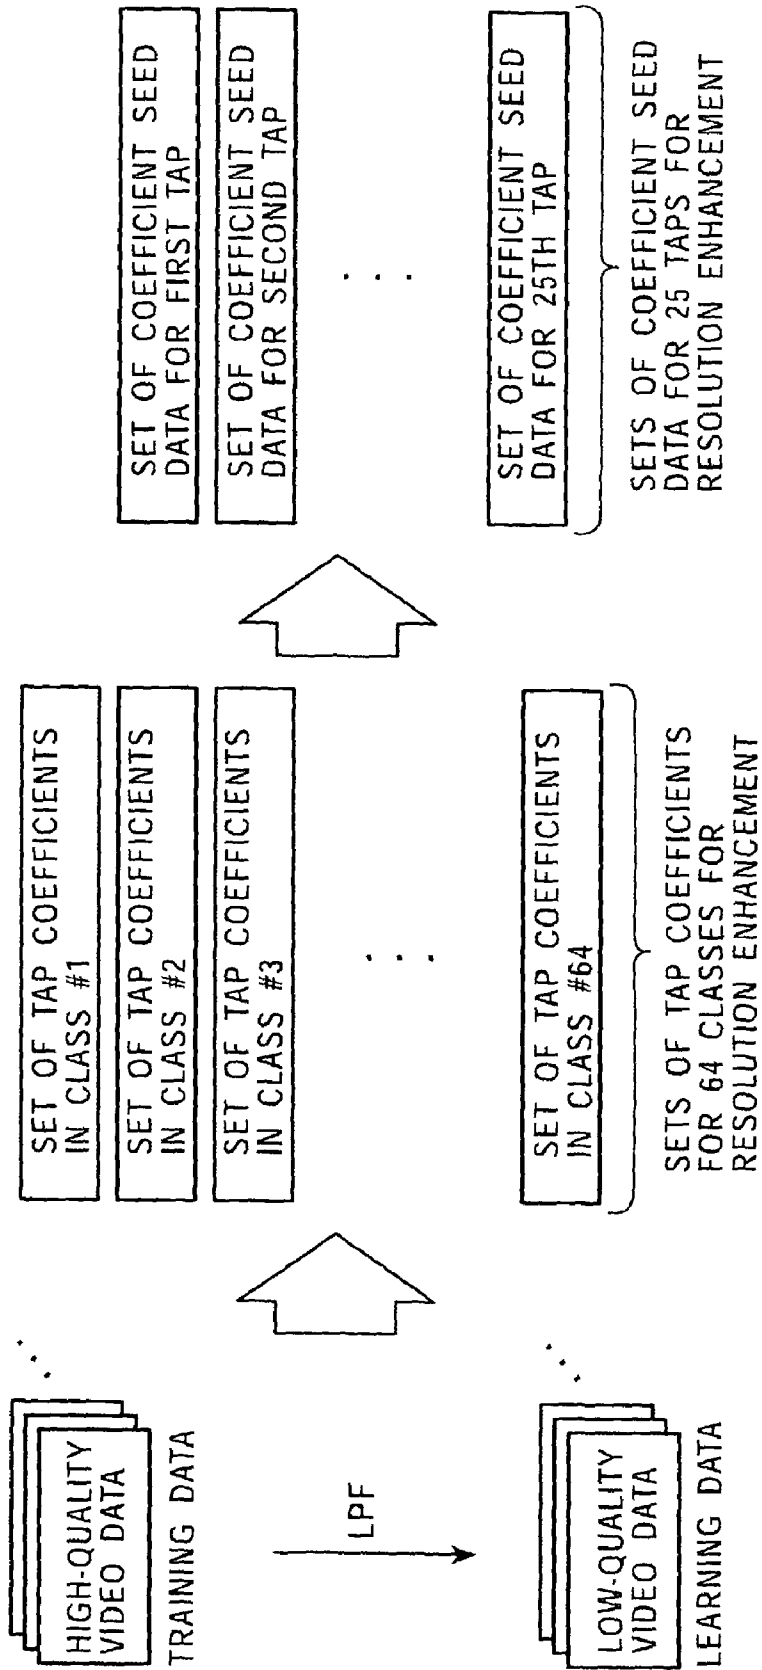 HIGH-QUALITY
VIDEO DATA
TRAINING DATA
LPF
LOW-QUALITY
VIDEO DATA
LEARNING DATA
SET OF TAP COEFFICIENTS
IN CLASS #1
SET OF TAP COEFFICIENTS
IN CLASS #2
SET OF TAP COEFFICIENTS
IN CLASS #3
SET OF TAP COEFFICIENTS
IN CLASS #64
SETS OF TAP COEFFICIENTS
FOR 64 CLASSES FOR
RESOLUTION ENHANCEMENT
SET OF COEFFICIENT SEED
DATA FOR FIRST TAP
SET OF COEFFICIENT SEED
DATA FOR SECOND TAP
SET OF COEFFICIENT SEED
DATA FOR 25TH TAP
SETS OF COEFFICIENT SEED
DATA FOR 25 TAPS FOR
RESOLUTION ENHANCEMENT